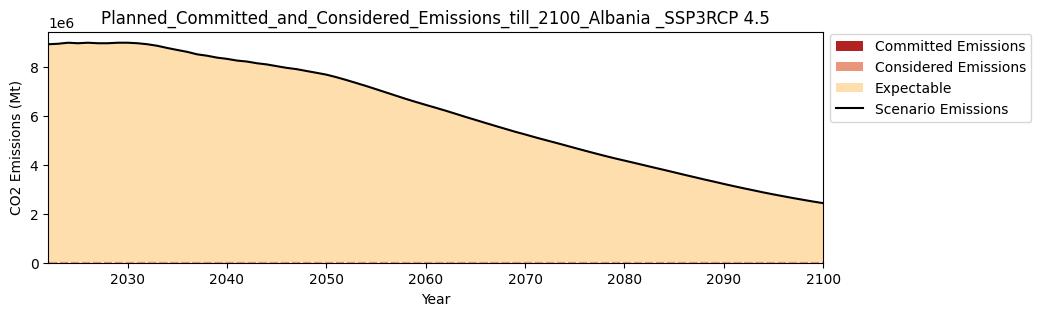 Planned_Committed_and_Considered_Emissions_till_2100_Albania _SSP3RCP 4.5
1e6
CO2 Emissions (Mt)
8
6
4
2
0
2030 2040 2050 2060 2070 2080 2090 2100
Year
Committed Emissions
Considered Emissions
Expectable
Scenario Emissions